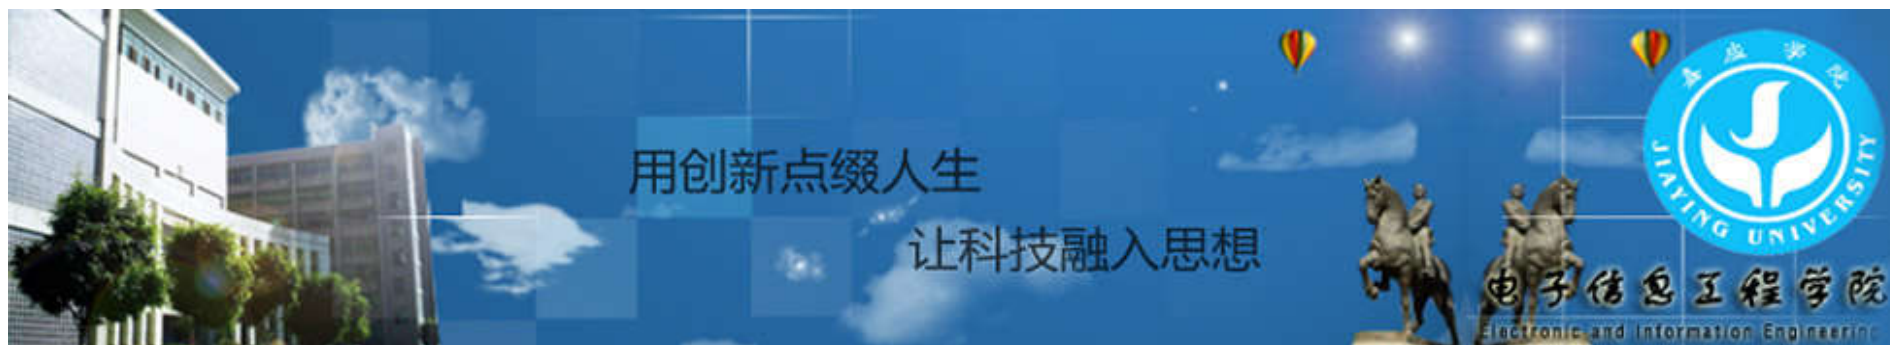 用创新点缀人生
让科技融入思想
嘉应学院
JIAYING UNIVERSITY
电子信息工程学院
Electronic and Information Engineering